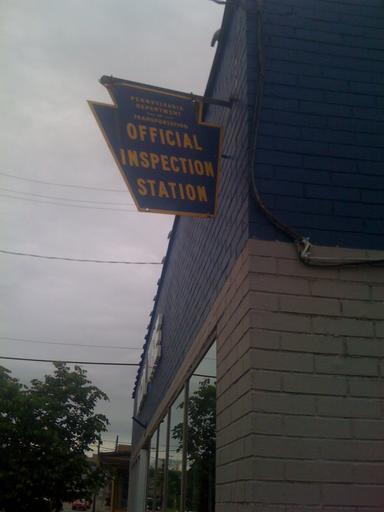 PENNSYLVANIA
DEPARTMENT
OF
TRANSPORTATION
OFFICIAL
INSPECTION
STATION